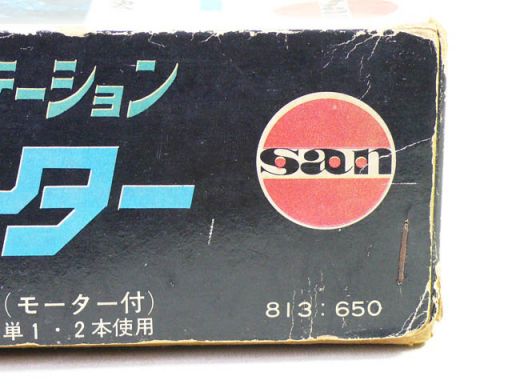 テーション
ター
san
(モーター付)
単1・2本使用
813:650